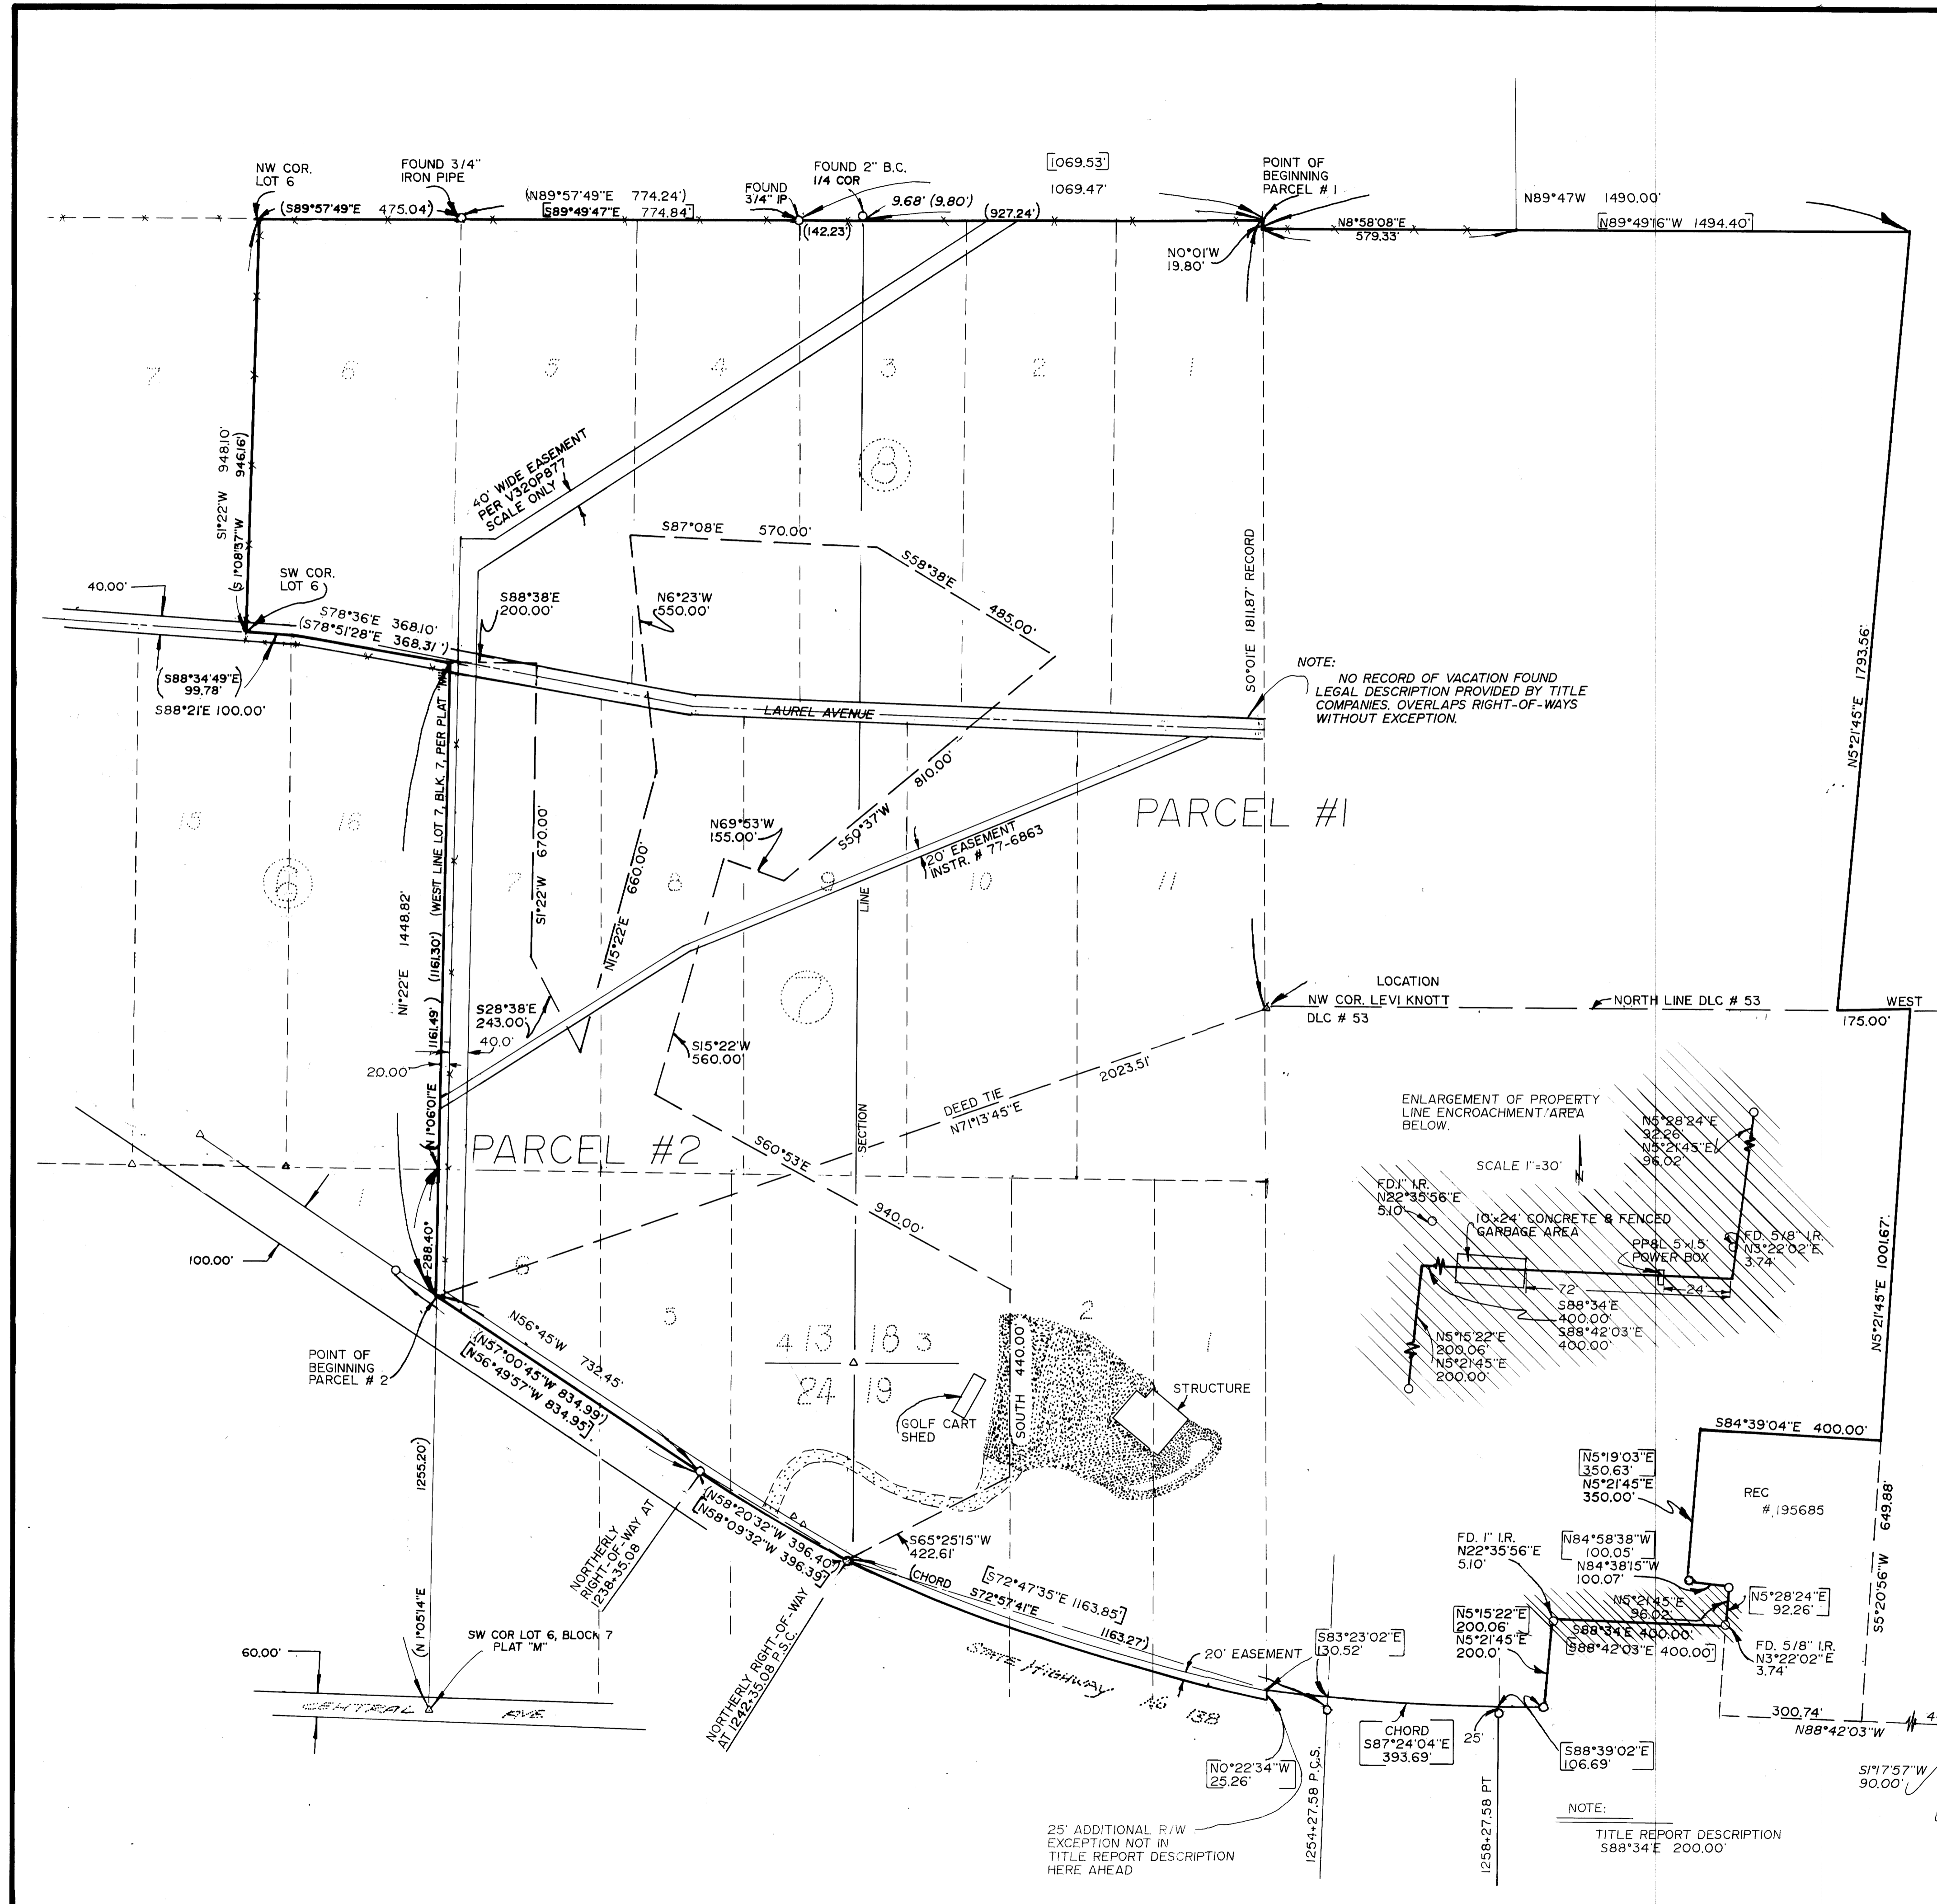 NW COR.
LOT 6
FOUND 3/4"
IRON PIPE
(S89°57'49"E 475.04)
(N89°57'49"E 774.24')
[S89°49'47"E 774.84']
FOUND
3/4" IP
FOUND 2" B.C.
1/4 COR
9.68' (9.80')
(142.23')
(927.24')
[1069.53']
1069.47'
POINT OF
BEGINNING
PARCEL # 1
N89°47W 1490.00'
N8°58'08"E
579.33'
[N89°49'16"W 1494.40']
N0°01'W
19.80'
7
6
5
4
3
2
1
8
40' WIDE EASEMENT
PER V320P877
SCALE ONLY
S1°22'W 948.10'
(S 1°08'37"W 946.16')
S87°08'E 570.00'
S58°38'E
485.00'
S0°01'E 1811.87' RECORD
N5°21'45"E 1793.56'
40.00'
SW COR.
LOT 6
S78°36'E 368.10'
(S78°51'28"E 368.31')
S88°38'E
200.00'
N6°23'W
550.00'
(S88°34'49"E
99.78')
S88°21'E 100.00'
NOTE:
NO RECORD OF VACATION FOUND
LEGAL DESCRIPTION PROVIDED BY TITLE
COMPANIES. OVERLAPS RIGHT-OF-WAYS
WITHOUT EXCEPTION.
LAUREL AVENUE
PARCEL #1
15
16
6
7
8
9
10
11
7
N1°22'E 1448.82'
(N 1°06'01"E 1161.49') (1161.30') (WEST LINE LOT 7, BLK. 7, PER PLAT "M")
S1°22'W 670.00'
N15°22'E 660.00'
N69°53'W
155.00'
S50°37'W 810.00'
20' EASEMENT
INSTR. # 77-6863
SECTION LINE
S28°38'E
243.00'
40.0'
20.00'
S15°22'W
560.00'
LOCATION
NW COR. LEVI KNOTT
DLC # 53
NORTH LINE DLC # 53
WEST
175.00'
DEED TIE
N71°13'45"E
2023.51'
PARCEL #2
S60°53'E
940.00'
ENLARGEMENT OF PROPERTY
LINE ENCROACHMENT AREA
BELOW.
SCALE 1"=30'
N
N5°28'24"E
92.26'
N5°21'45"E
96.02'
FD.1" I.R.
N22°35'56"E
5.10'
10'x24' CONCRETE & FENCED
GARBAGE AREA
PP&L 5'x1.5'
POWER BOX
FD. 5/8" I.R.
N3°22'02"E
3.74'
72'
24'
S88°34'E
400.00'
S88°42'03"E
400.00'
N5°15'22"E
200.06'
N5°21'45"E
200.00'
N5°21'45"E 1001.67'
1
100.00'
288.40°
6
5
2
1
POINT OF
BEGINNING
PARCEL # 2
N56°45'W 732.45'
(N57°00'45"W 834.99')
[N56°49'57"W 834.95]
4 13 18 3
24 19
GOLF CART
SHED
SOUTH 440.00'
STRUCTURE
S84°39'04"E 400.00'
[N5°19'03"E
350.63']
N5°21'45"E
350.00'
REC
# 195685
S5°20'56"W 649.88'
(N 1°05'14"E 1255.20')
NORTHERLY
RIGHT-OF-WAY AT
1238+35.08
(N58°20'32"W 396.40')
[N58°09'32"W 396.39']
S65°25'15"W
422.61'
(CHORD
S72°57'41"E
1163.27')
[S72°47'35"E 1163.85']
FD. 1" I.R.
N22°35'56"E
5.10'
[N84°58'38"W
100.05']
N84°38'15"W
100.07'
N5°21'45"E
96.02'
[N5°28'24"E
92.26']
[N5°15'22"E
200.06']
N5°21'45"E
200.0'
S88°34'E 400.00'
[S88°42'03"E 400.00']
FD. 5/8" I.R.
N3°22'02"E
3.74'
60.00'
SW COR LOT 6, BLOCK 7
PLAT "M"
CENTRAL AVE
NORTHERLY RIGHT-OF-WAY
AT 1242+35.08 P.S.C.
STATE HIGHWAY No 138
20' EASEMENT
[S83°23'02"E
130.52']
[N0°22'34"W
25.26']
[CHORD
S87°24'04"E
393.69']
25'
[S88°39'02"E
106.69']
300.74'
N88°42'03"W
S1°17'57"W
90.00'
1254+27.58 P.C.S.
1258+27.58 PT
25' ADDITIONAL R/W
EXCEPTION NOT IN
TITLE REPORT DESCRIPTION
HERE AHEAD
NOTE:
TITLE REPORT DESCRIPTION
S88°34'E 200.00'